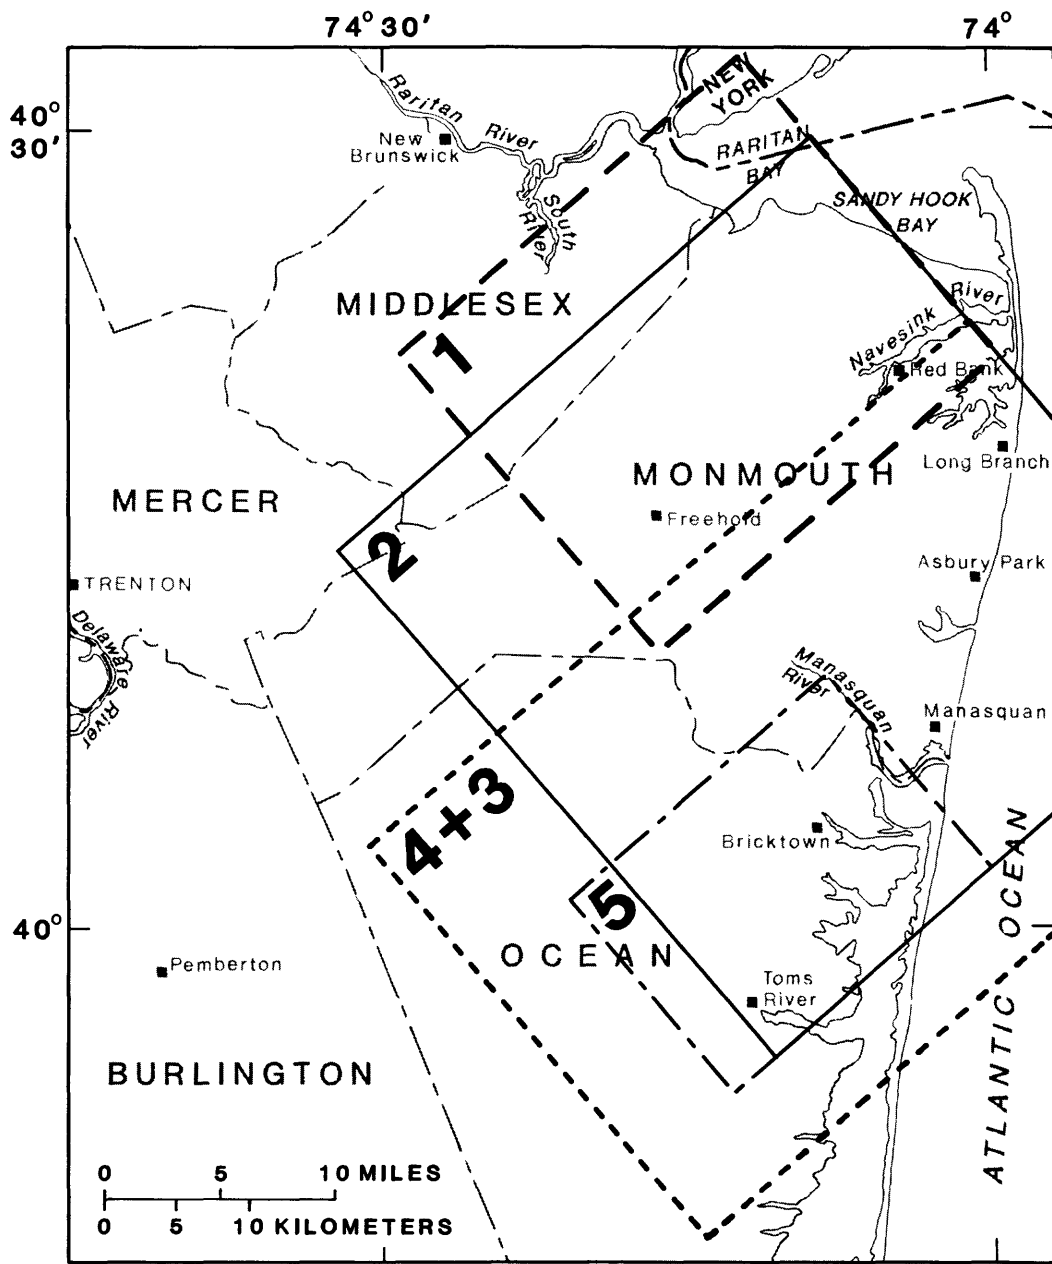 74° 30'
74°
40°
30'
NEW
YORK
Raritan
River
New
Brunswick
RARITAN
BAY
SANDY HOOK
BAY
South
River
MIDDLESEX
1
Navesink
River
Red Bank
Long Branch
MONMOUTH
MERCER
Freehold
2
Asbury Park
TRENTON
Delaware
River
Manasquan
River
Manasquan
4+3
Bricktown
5
OCEAN
40°
Pemberton
Toms
River
ATLANTIC OCEAN
BURLINGTON
0 5 10 MILES
0 5 10 KILOMETERS